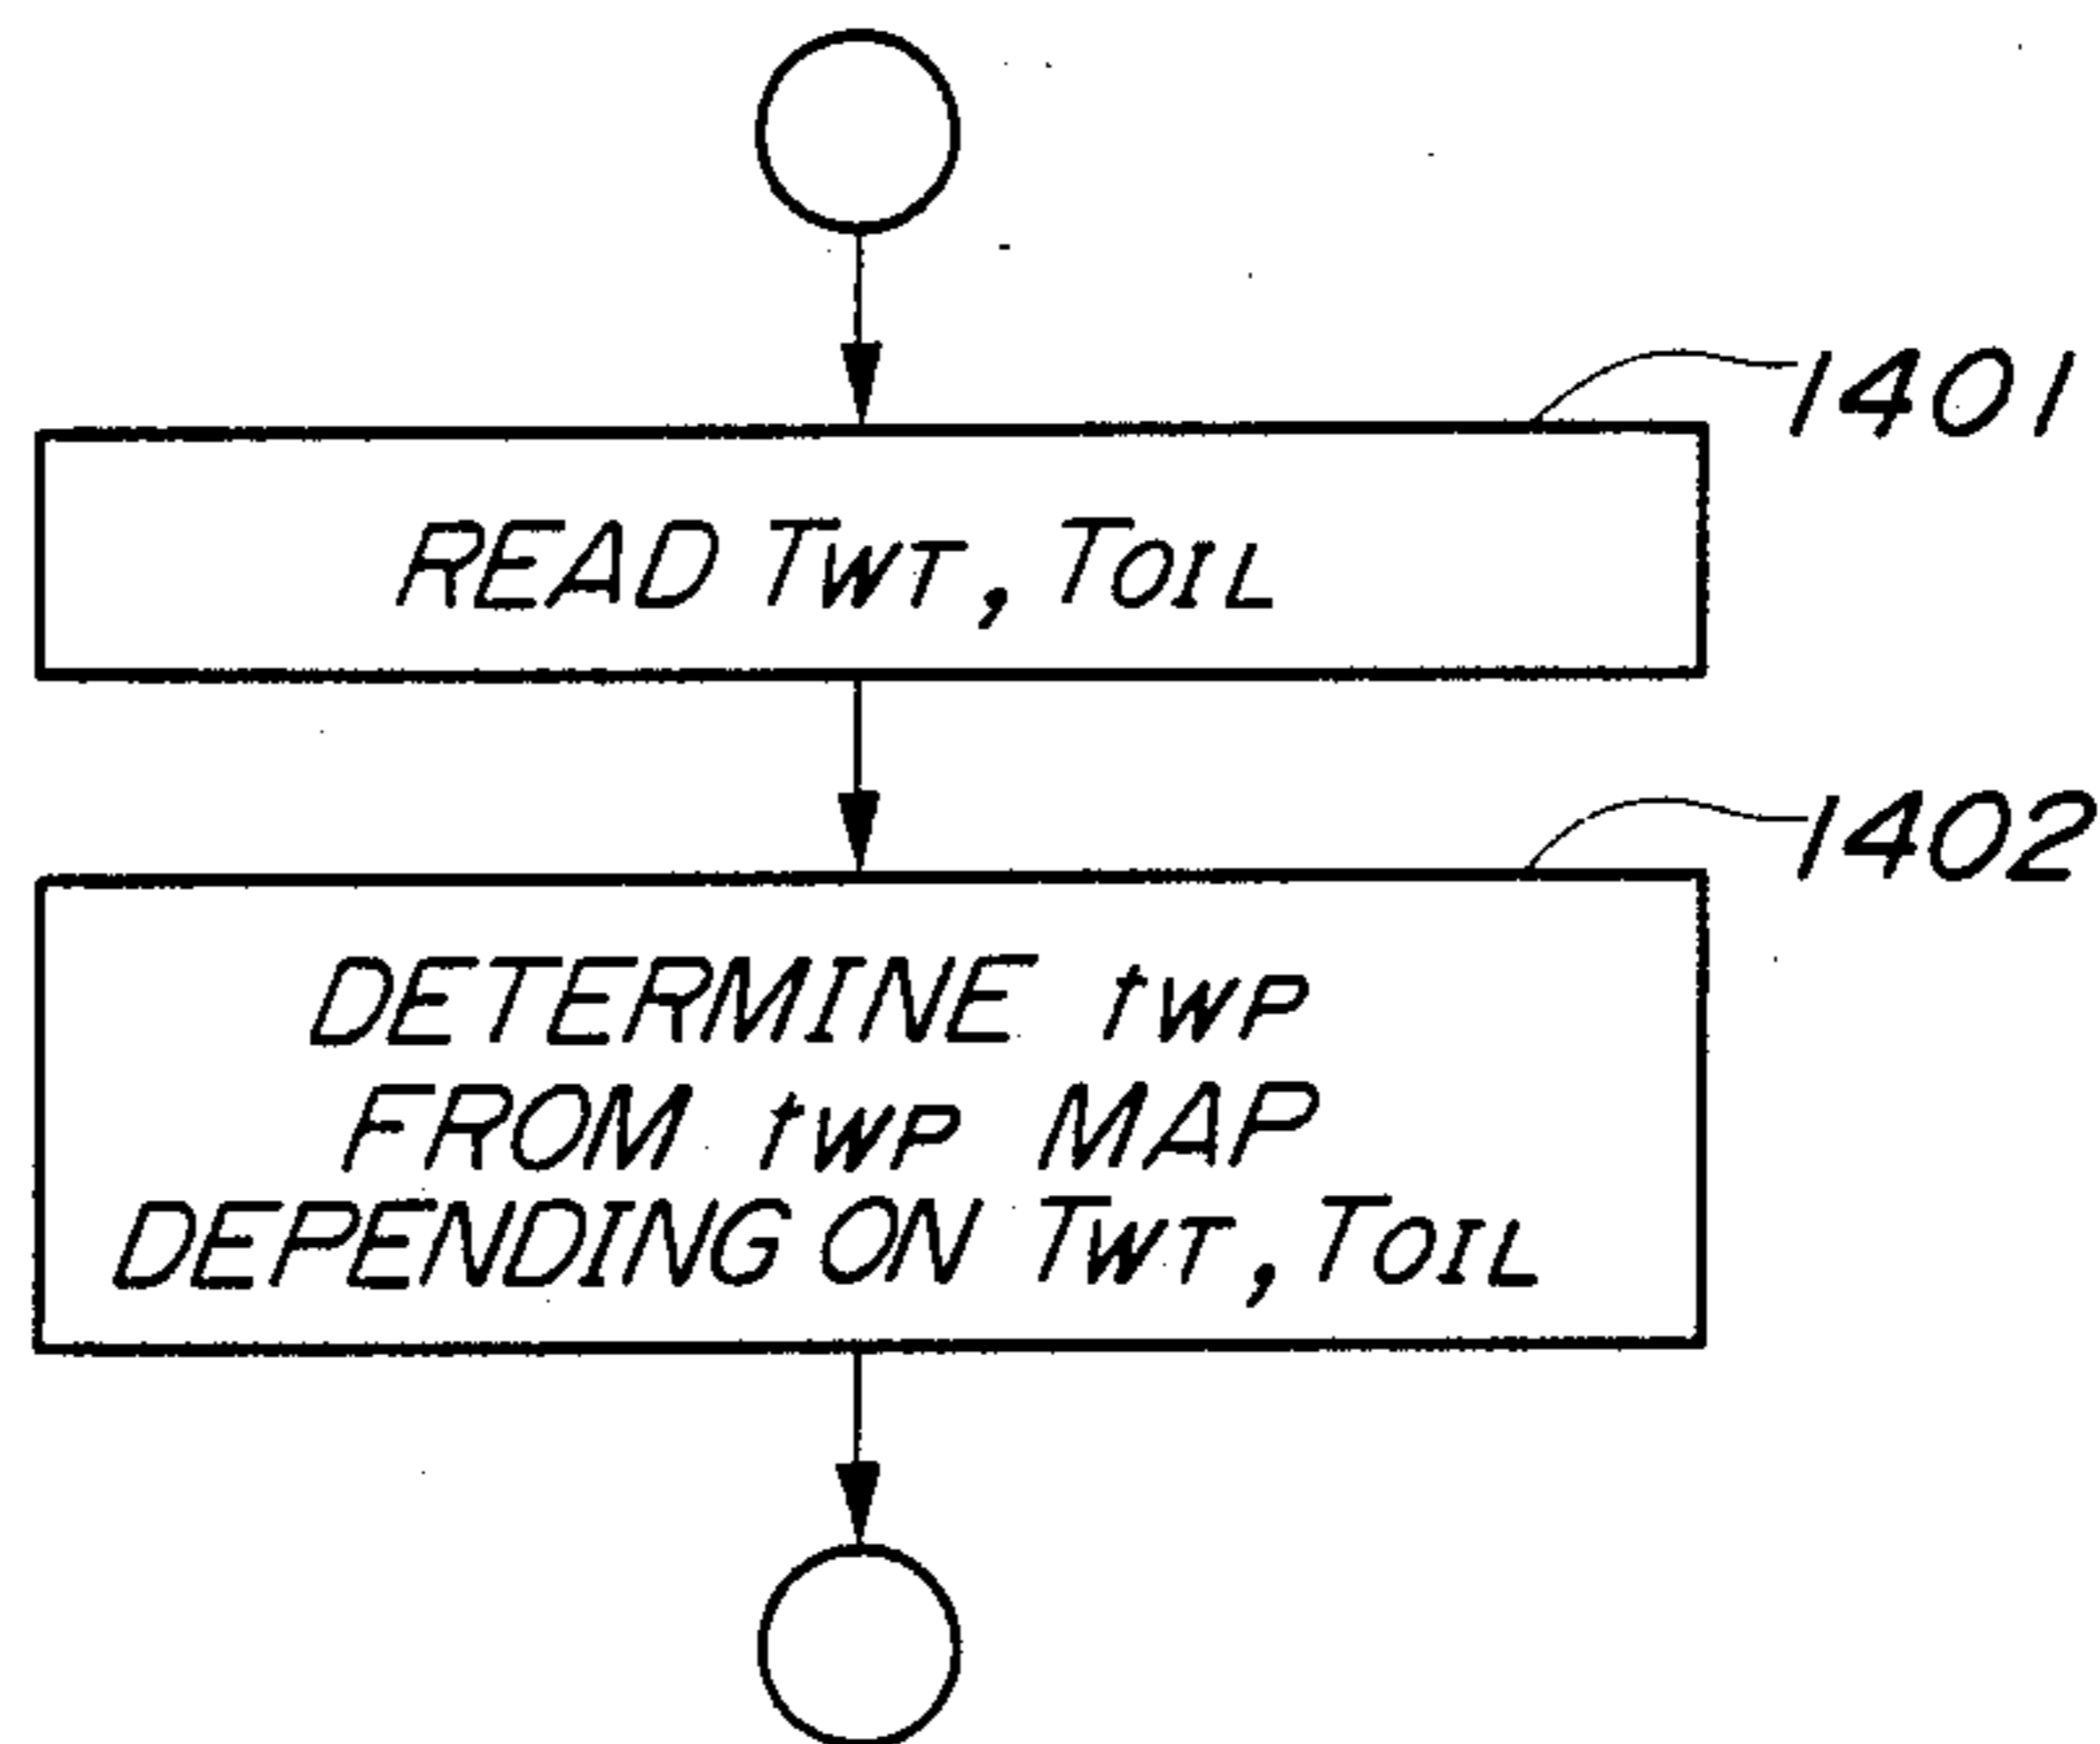 1401
READ TWT, TOIL
1402
DETERMINE tWP
FROM tWP MAP
DEPENDING ON TWT, TOIL